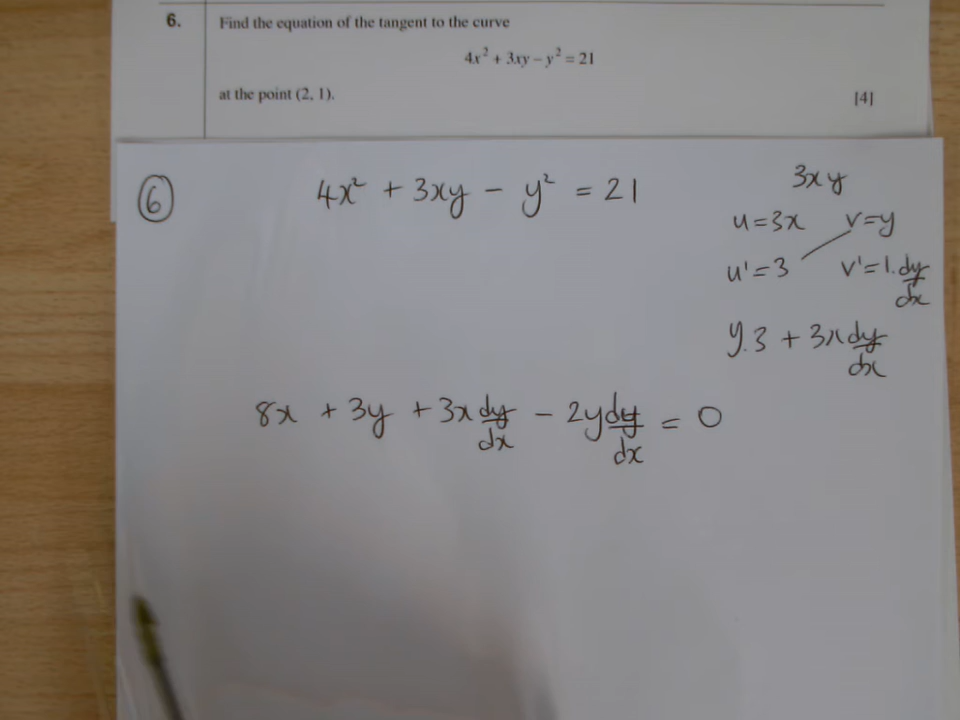 6. Find the equation of the tangent to the curve
4x² + 3xy – y² = 21
at the point (2, 1). [4]
6 4x² + 3xy - y² = 21
3xy
u=3x v=y
u'=3 v'=1.dy/dx
y.3 + 3x dy/dx
8x + 3y + 3x dy/dx - 2y dy/dx = 0